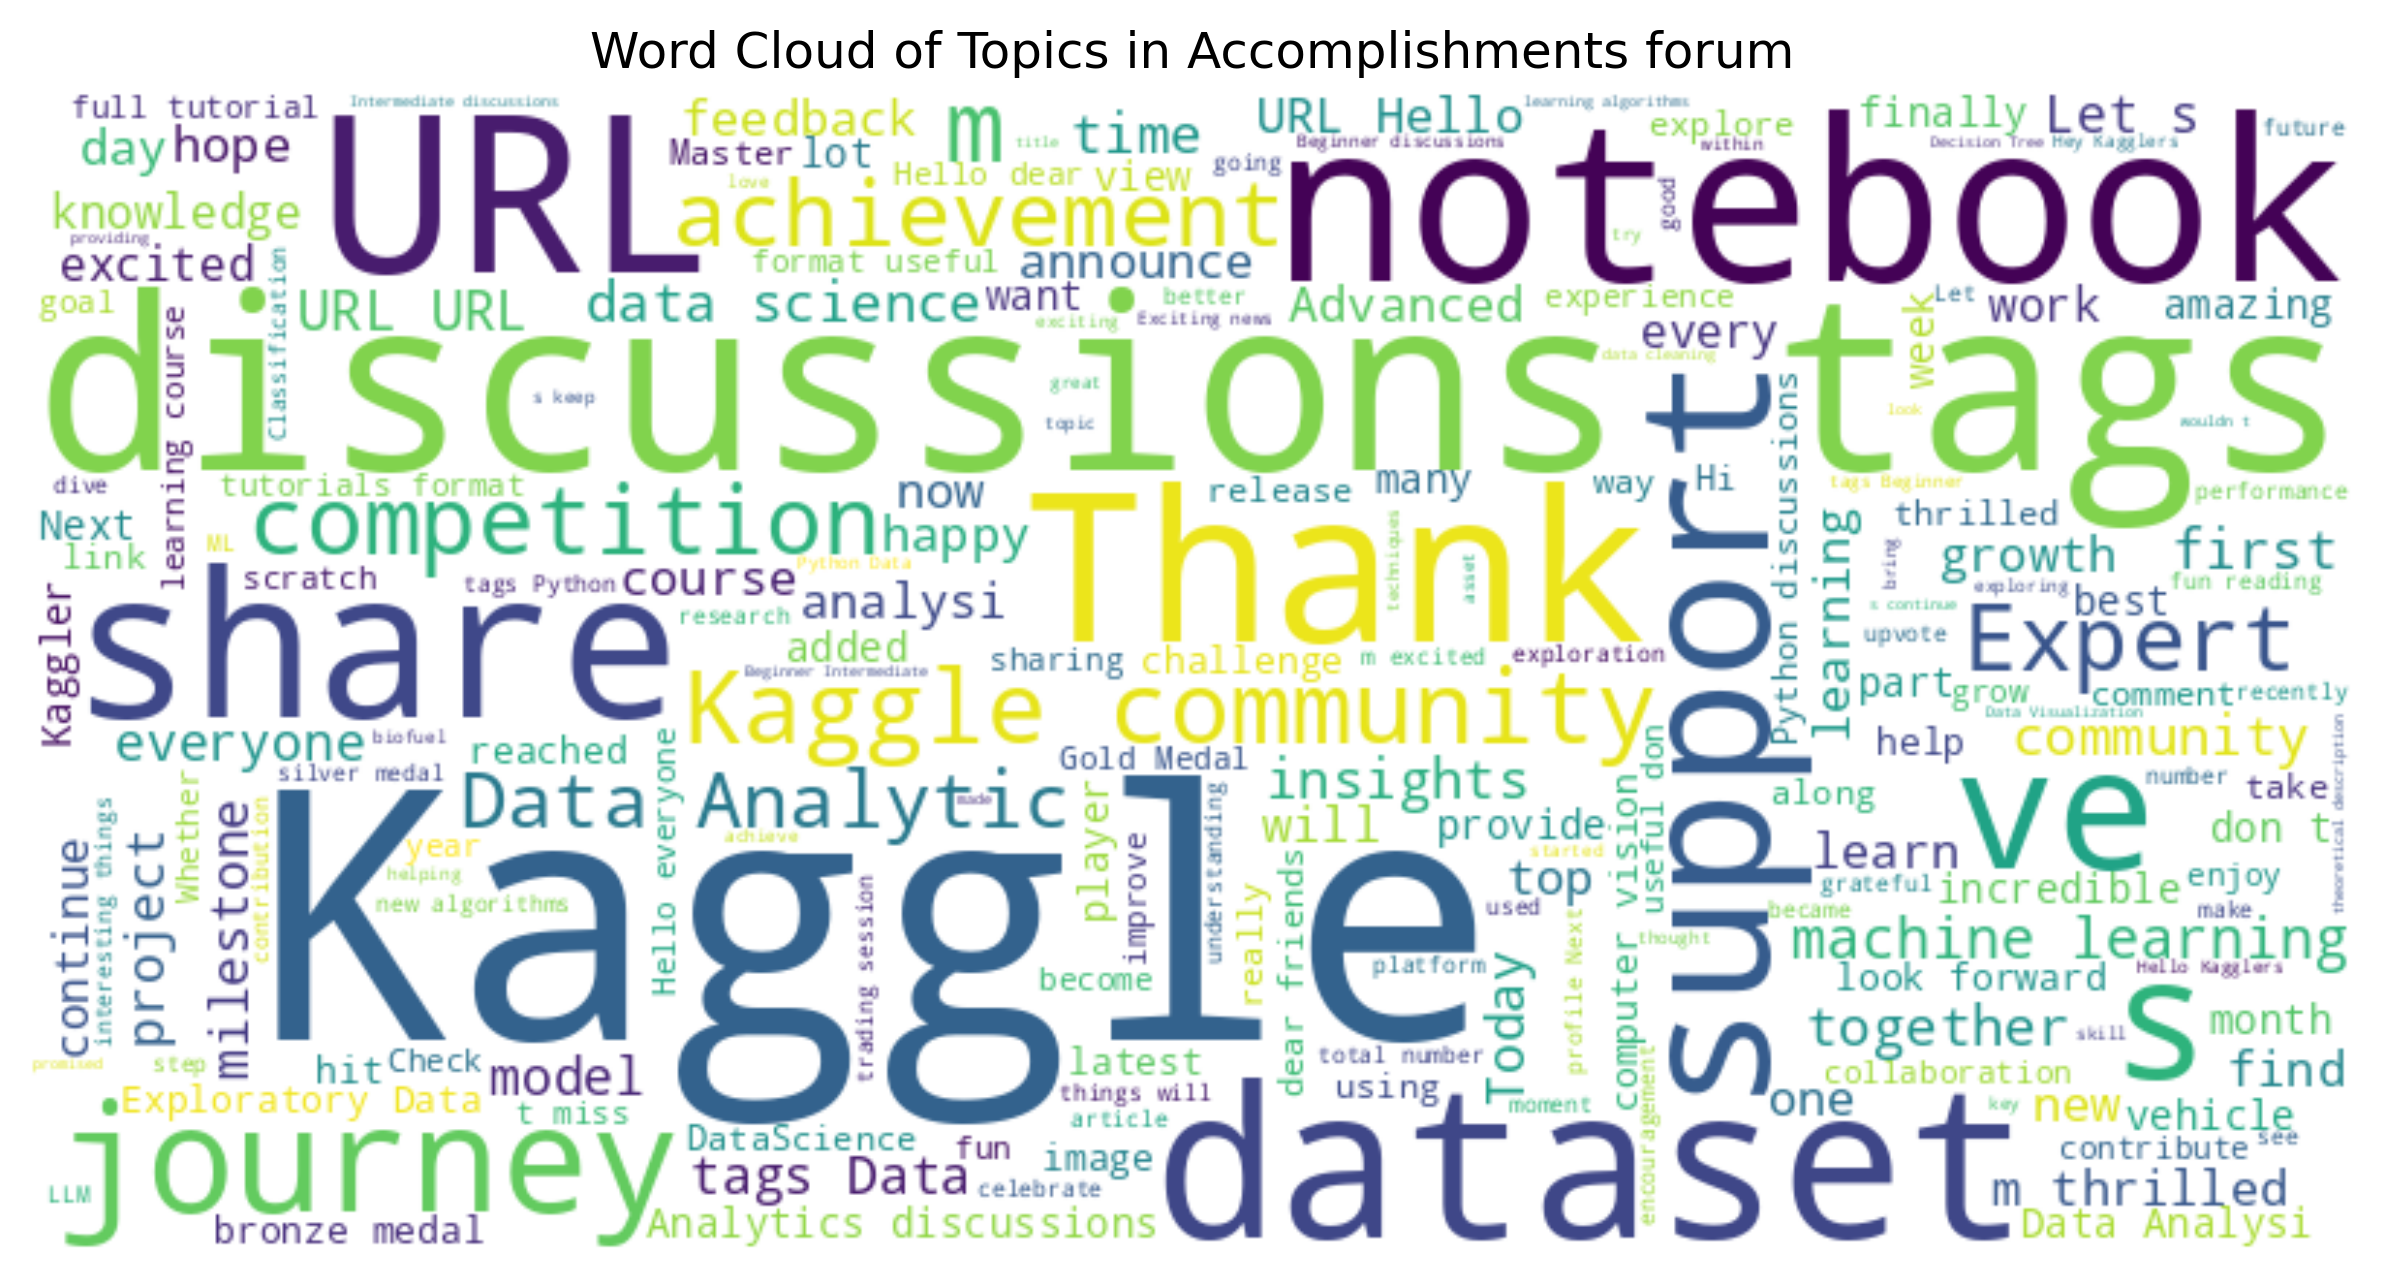 Word Cloud of Topics in Accomplishments forum
full tutorial
Intermediate discussions
URL
feedback
m
title
time
URL Hello
learning algorithms
explore
finally
Let s
future
day
hope
Master
lot
Beginner discussions
within
Decision Tree
Hey Kagglers
knowledge
love
Hello dear
view
going
notebook
good
providing
achievement
try
excited
Classification
format useful
announce
goal
learning course
URL URL
data science
want
better
exciting
Exciting news
Advanced
experience
every
week
Let
work
amazing
discussions tags
s keep
great
topic
data cleaning
look
wouldn t
dive
tutorials format
now
release
many
way
Hi
support
Python discussions
tags Beginner
performance
Next
link
ML
competition
happy
Thank
techniques
asset
learning
thrilled
growth
first
bring
Kaggler
share
scratch
tags Python
course
Python Data
analysi
research
added
exploring
fun reading
s continue
best
upvote
Expert
Beginner Intermediate
sharing
challenge
m excited
exploration
Kaggle community
part
grow
comment
recently
Data Visualization
everyone
biofuel
reached
silver medal
Hello everyone
Gold Medal
insights
useful don
help
community
theoretical description
Whether
Data Analytic
made
player
understanding
will
provide
computer vision
along
ve
number
take
don t
continue
interesting things
project
milestone
contribution
year
helping
new algorithms
Kaggle
achieve
trading session
improve
really
dear friends
started
top
used
learn
grateful
incredible
enjoy
became
make
thought
machine learning
become
platform
Today
profile Next
look forward
Hello Kagglers
together
skill
s
month
promised
step
hit
Check
model
latest
total number
things will
using
encouragement
collaboration
find
Exploratory Data
t miss
article
moment
one
key
new
vehicle
journey
DataScience
fun
image
dataset
contribute
see
LLM
tags Data
celebrate
m thrilled
bronze medal
Analytics discussions
Data Analysi